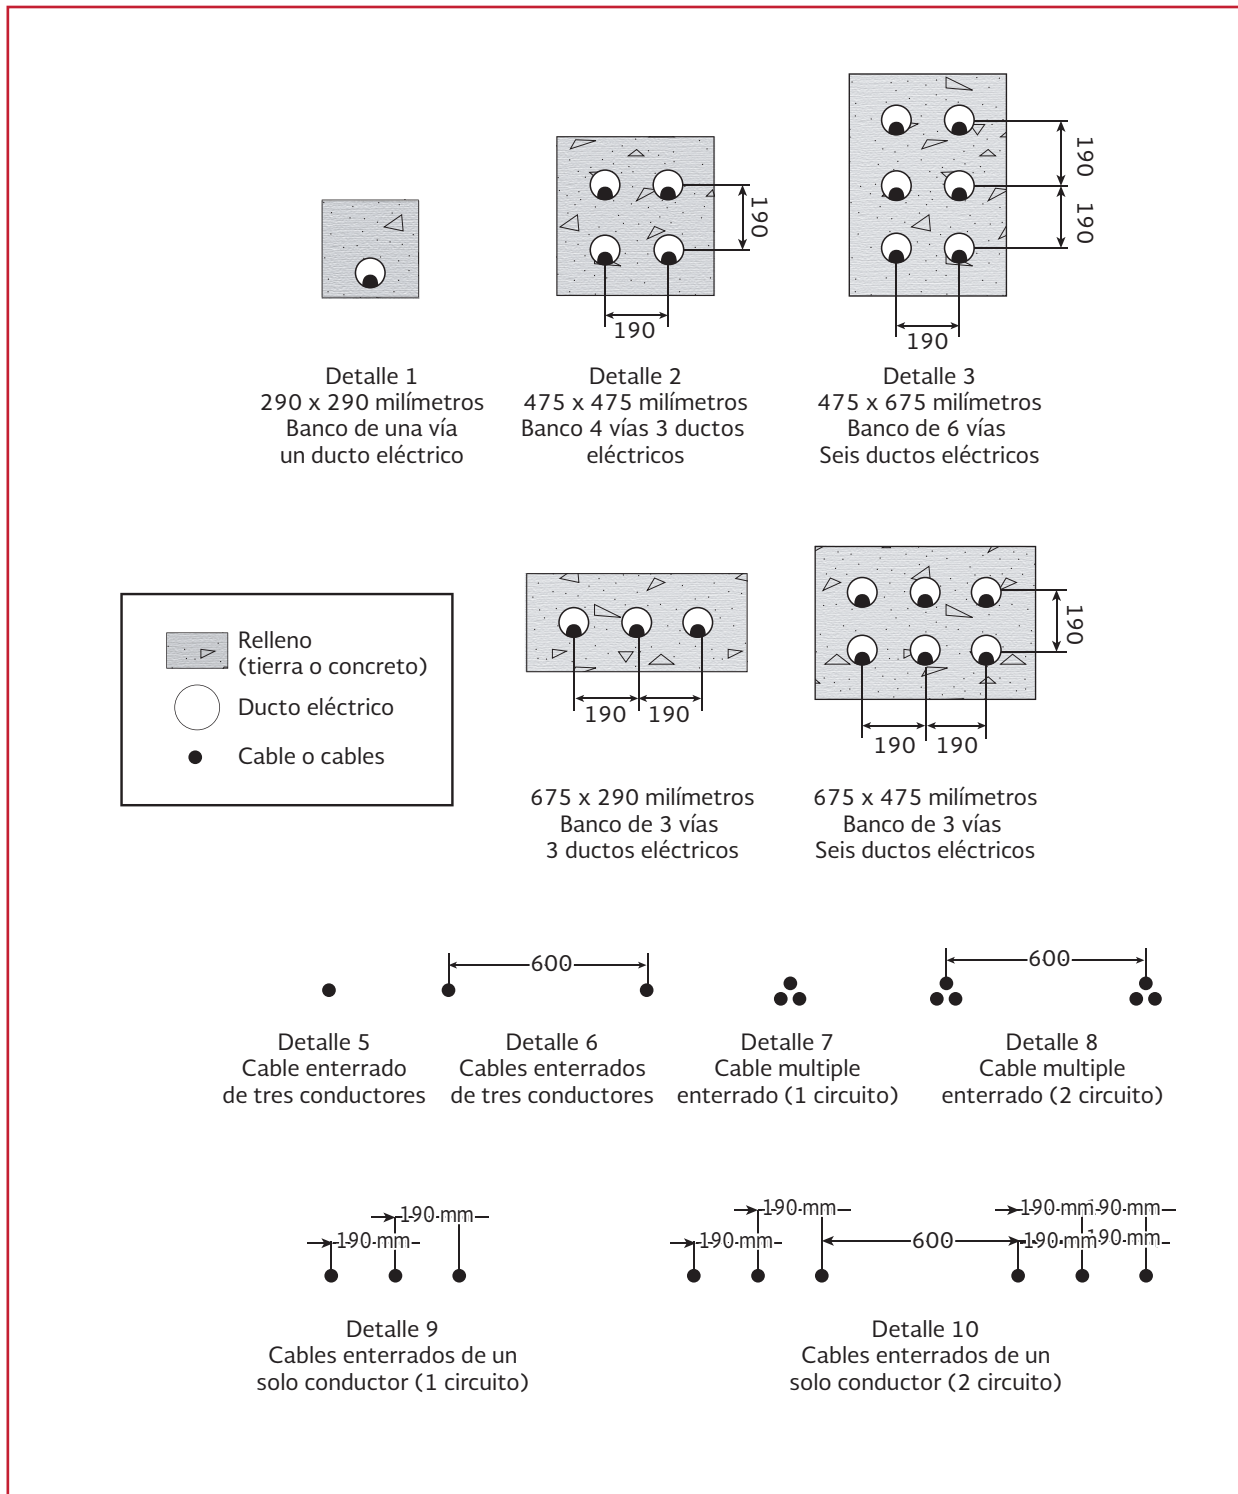 190
190
190
190
190
190
Detalle 1
290 x 290 milímetros
Banco de una vía
un ducto eléctrico
Detalle 2
475 x 475 milímetros
Banco 4 vías 3 ductos
eléctricos
Detalle 3
475 x 675 milímetros
Banco de 6 vías
Seis ductos eléctricos
Relleno
(tierra o concreto)
Ducto eléctrico
Cable o cables
190
190
190
190
190
675 x 290 milímetros
Banco de 3 vías
3 ductos eléctricos
675 x 475 milímetros
Banco de 3 vías
Seis ductos eléctricos
600
600
Detalle 5
Cable enterrado
de tres conductores
Detalle 6
Cables enterrados
de tres conductores
Detalle 7
Cable multiple
enterrado (1 circuito)
Detalle 8
Cable multiple
enterrado (2 circuito)
190 mm
190 mm
190 mm
190 mm
600
190 mm
190 mm
190 mm
190 mm
Detalle 9
Cables enterrados de un
solo conductor (1 circuito)
Detalle 10
Cables enterrados de un
solo conductor (2 circuito)